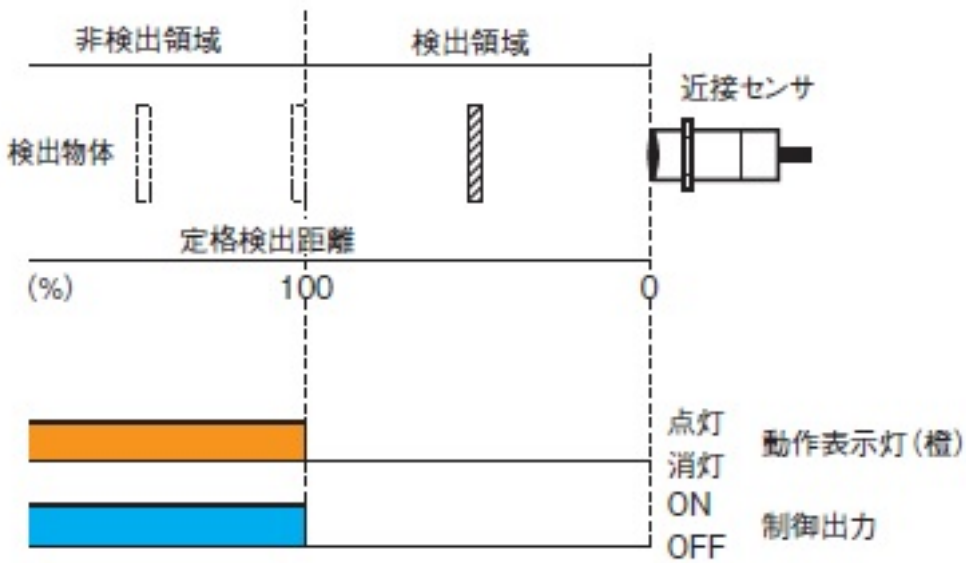 非検出領域
検出領域
近接センサ
検出物体
定格検出距離
(%)
100
0
点灯
消灯
動作表示灯(橙)
ON
OFF
制御出力